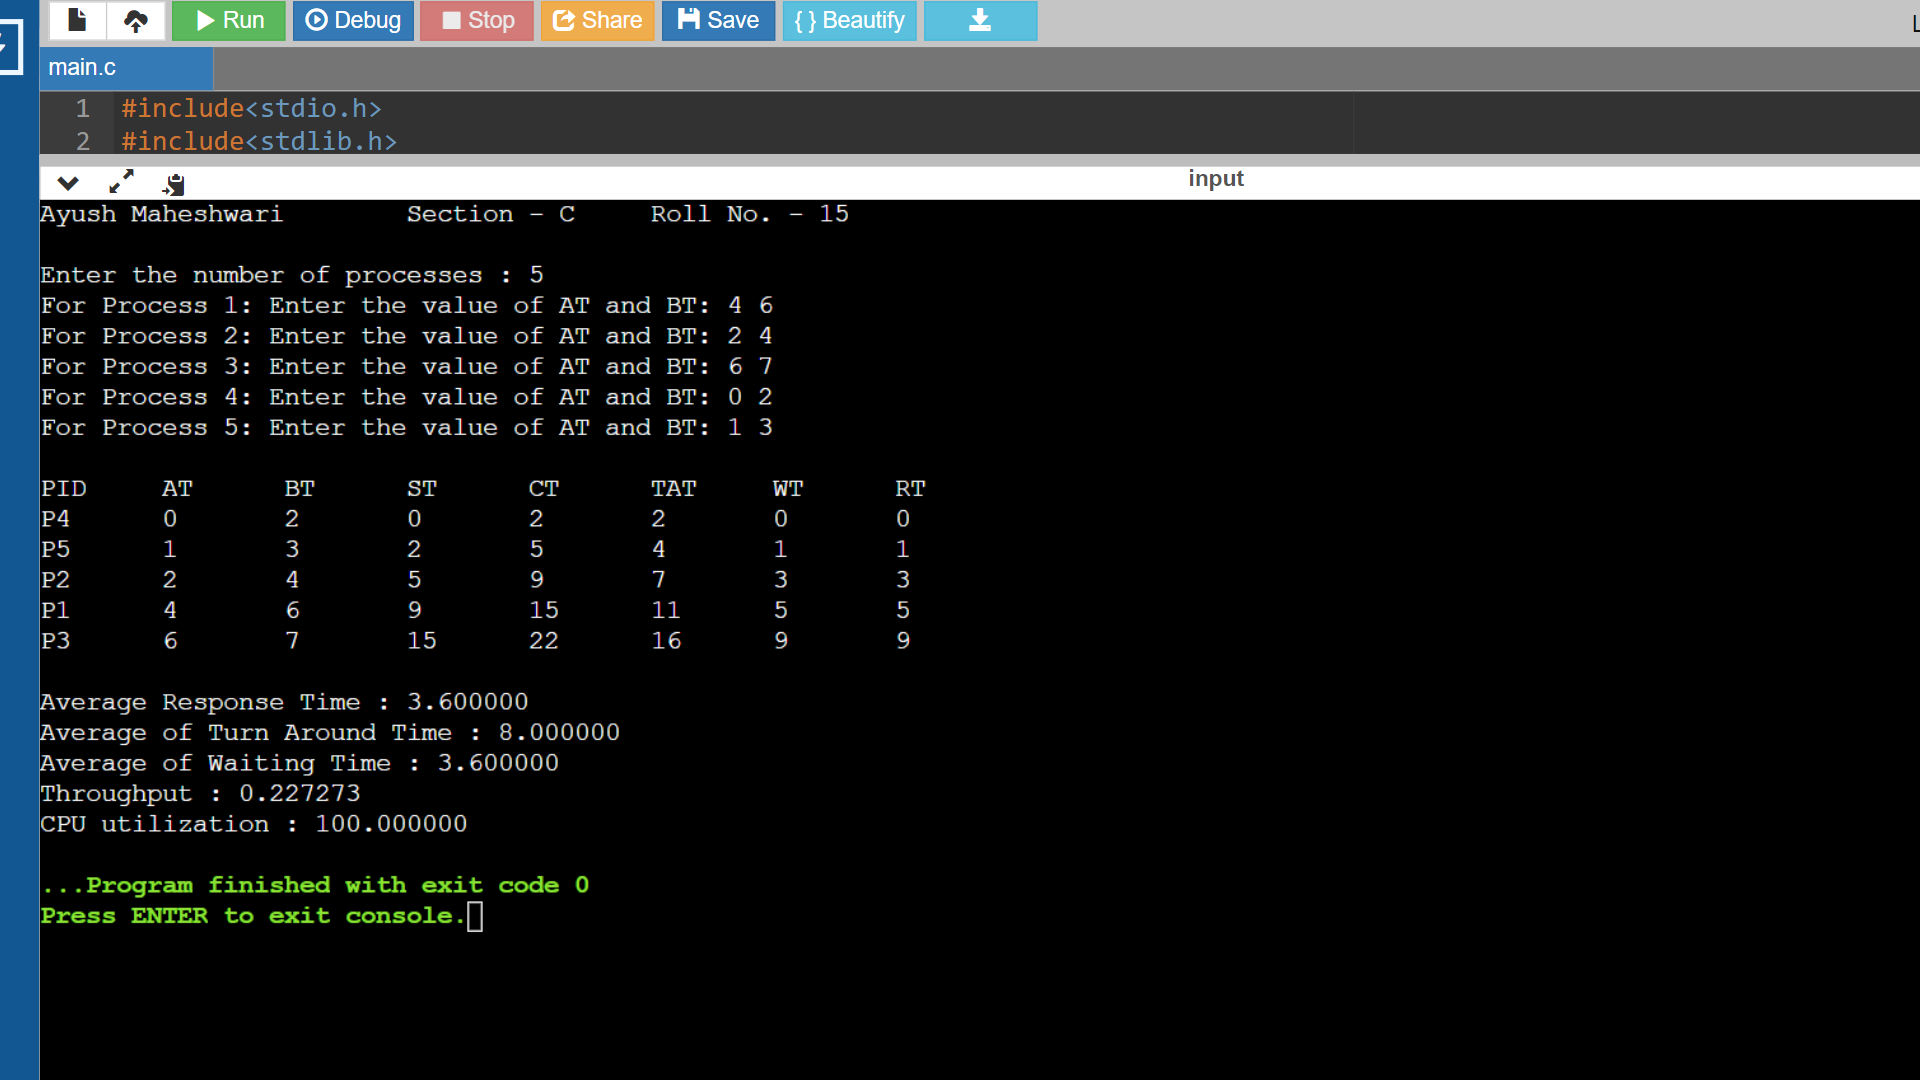 Run Debug Stop Share Save { } Beautify
main.c
1 #include<stdio.h>
2 #include<stdlib.h>
input
Ayush Maheshwari Section - C Roll No. - 15
Enter the number of processes : 5
For Process 1: Enter the value of AT and BT: 4 6
For Process 2: Enter the value of AT and BT: 2 4
For Process 3: Enter the value of AT and BT: 6 7
For Process 4: Enter the value of AT and BT: 0 2
For Process 5: Enter the value of AT and BT: 1 3
PID AT BT ST CT TAT WT RT
P4 0 2 0 2 2 0 0
P5 1 3 2 5 4 1 1
P2 2 4 5 9 7 3 3
P1 4 6 9 15 11 5 5
P3 6 7 15 22 16 9 9
Average Response Time : 3.600000
Average of Turn Around Time : 8.000000
Average of Waiting Time : 3.600000
Throughput : 0.227273
CPU utilization : 100.000000
...Program finished with exit code 0
Press ENTER to exit console.